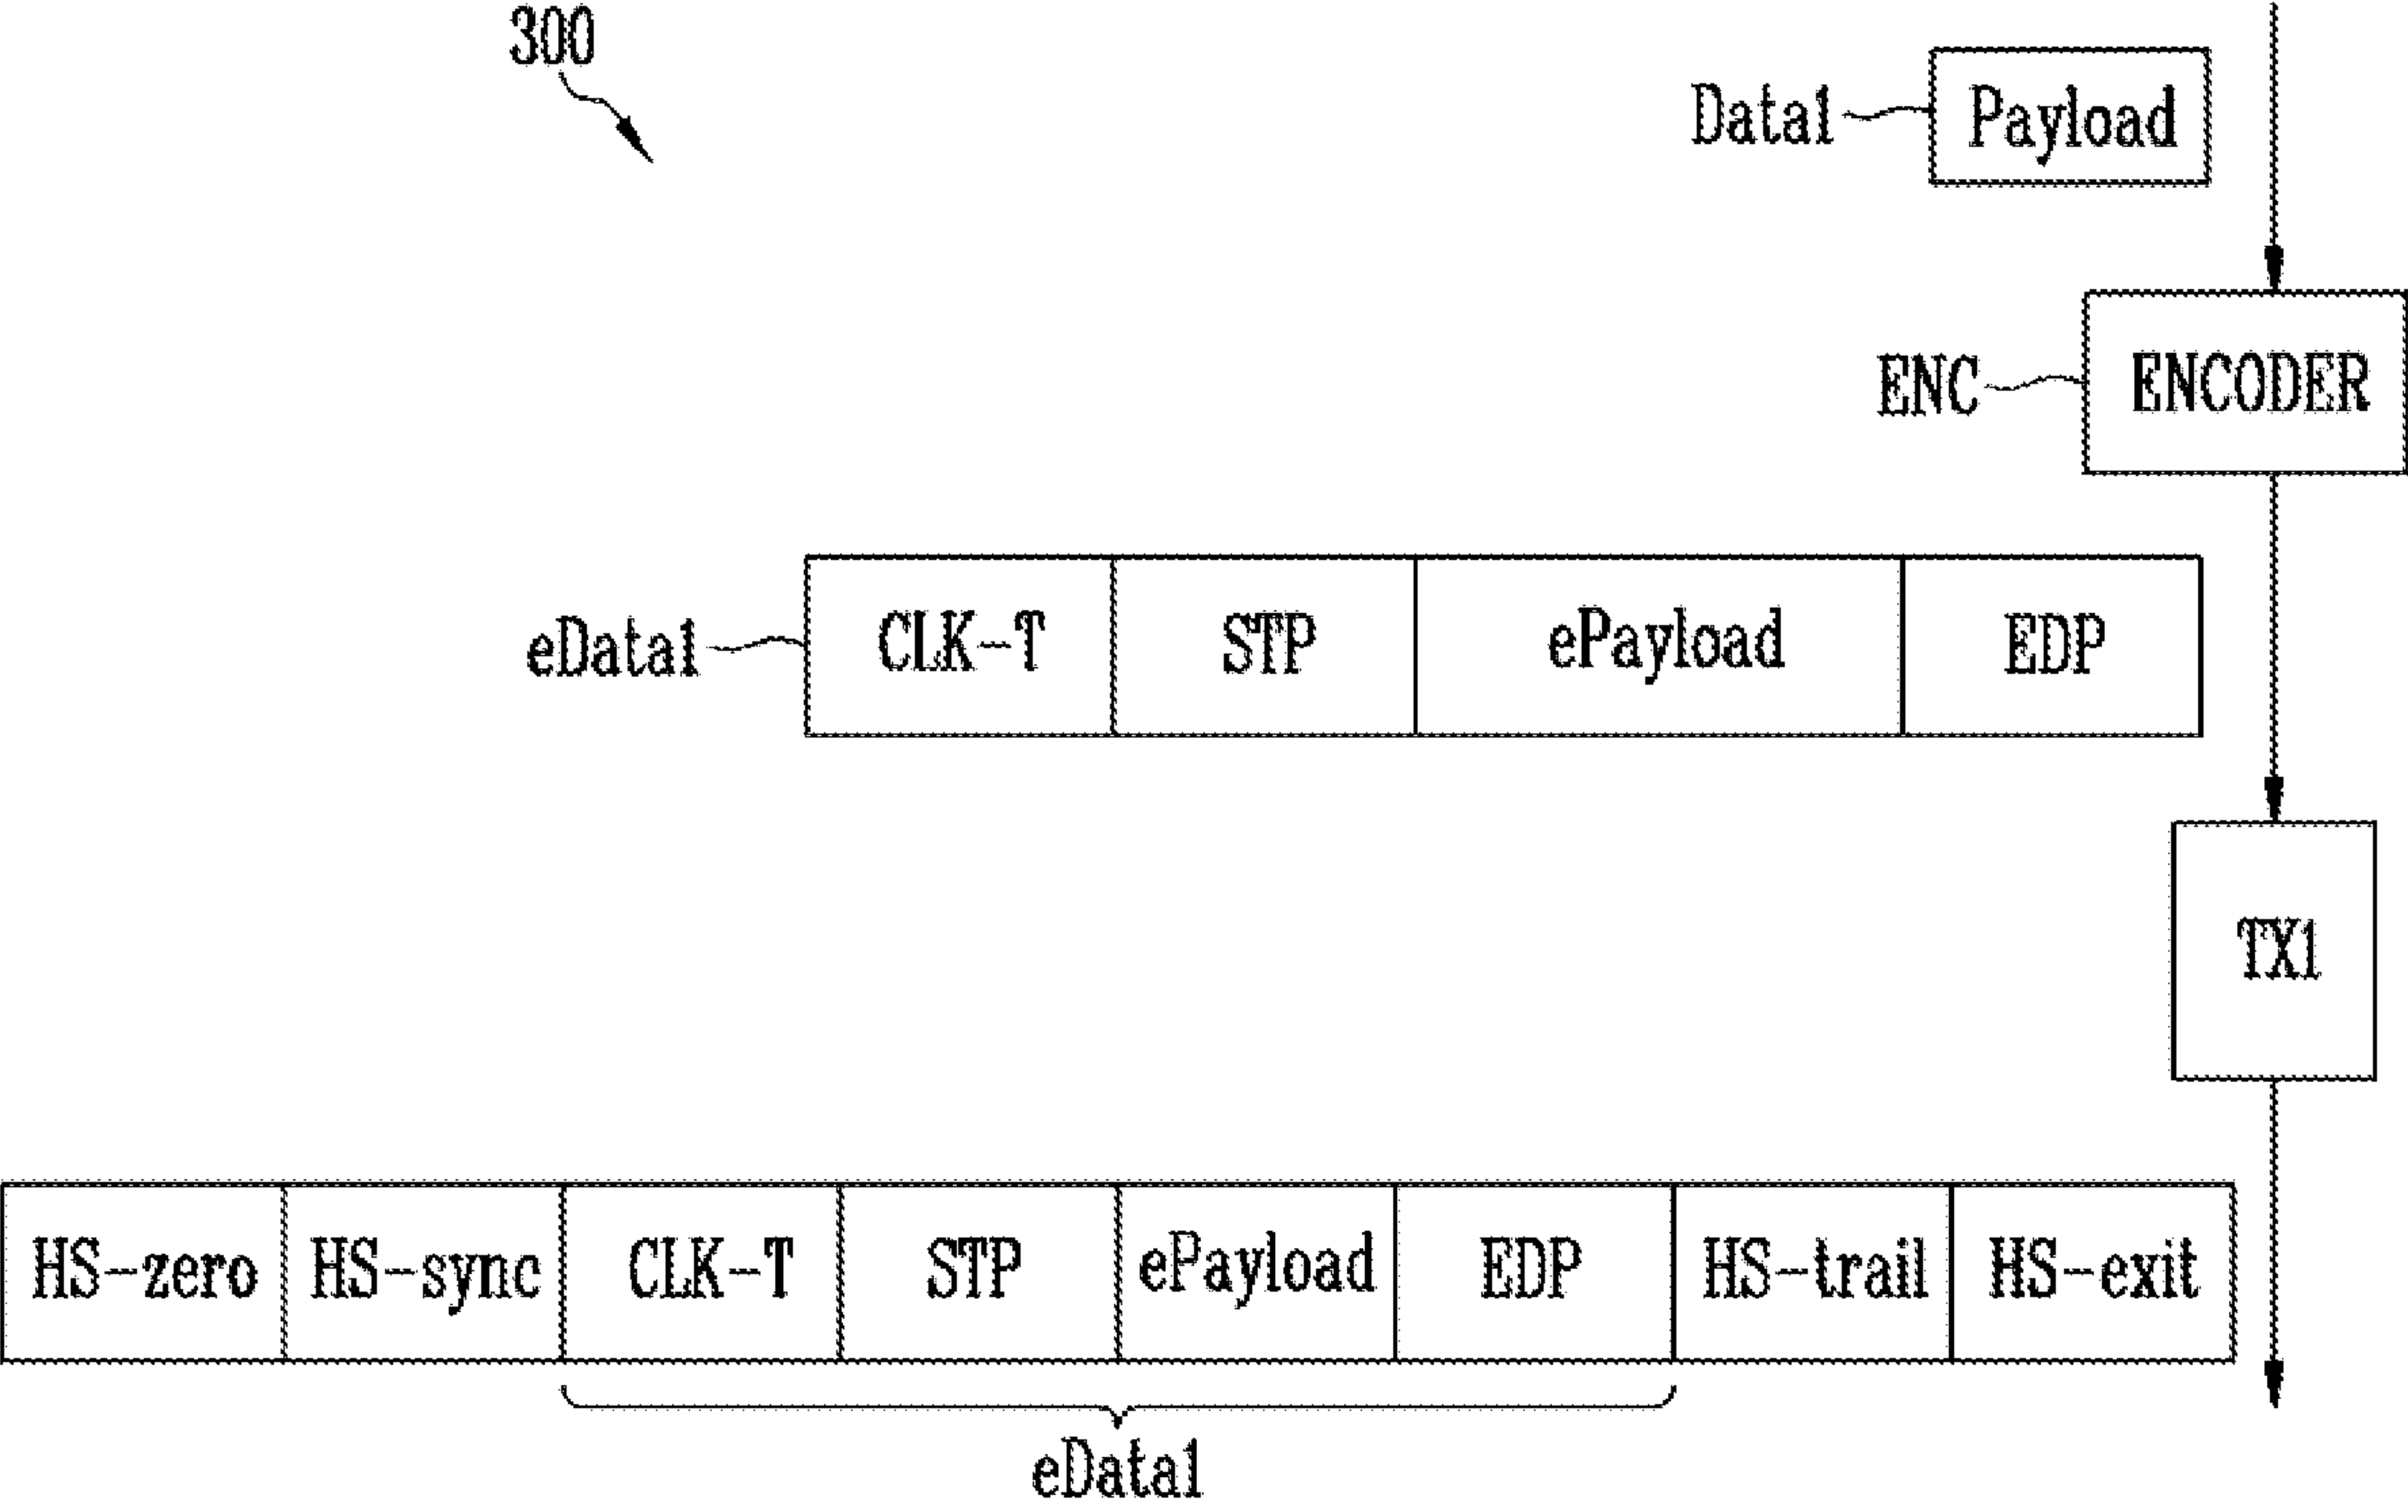 300
Data1 Payload
ENC ENCODER
eData1 CLK-T STP ePayload EDP
TX1
HS-zero HS-sync CLK-T STP ePayload EDP HS-trail HS-exit
eData1